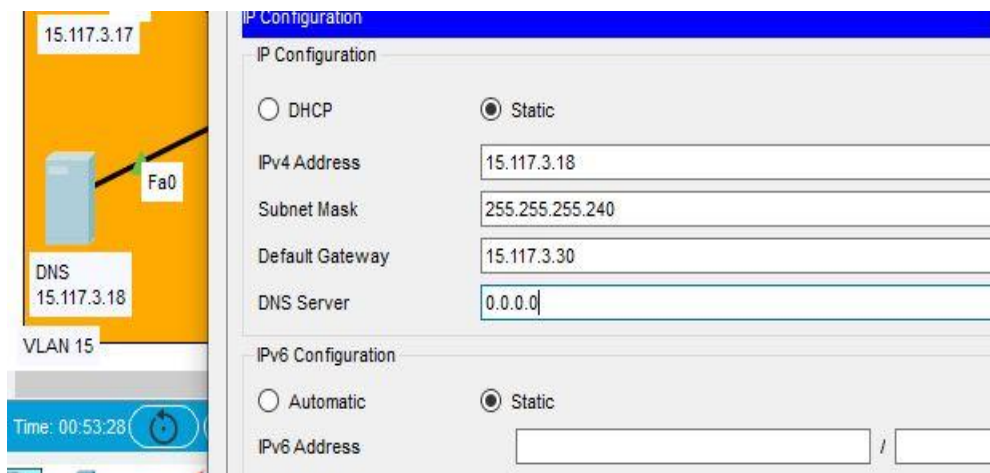 15.117.3.17
Fa0
DNS
15.117.3.18
VLAN 15
Time: 00:53:28
IP Configuration
IP Configuration
DHCP Static
IPv4 Address 15.117.3.18
Subnet Mask 255.255.255.240
Default Gateway 15.117.3.30
DNS Server 0.0.0.0
IPv6 Configuration
Automatic Static
IPv6 Address /